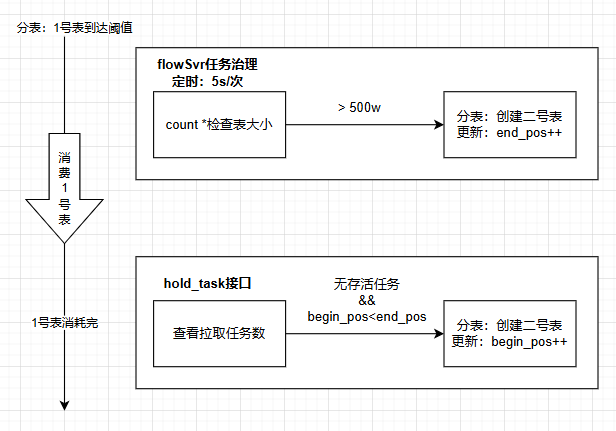 分表：1号表到达阈值
flowSvr任务治理
定时：5s/次
count *检查表大小
> 500w
分表：创建二号表
更新：end_pos++
消
费
1
号
表
hold_task接口
查看拉取任务数
无存活任务
&&
begin_pos<end_pos
分表：创建二号表
更新：begin_pos++
1号表消耗完